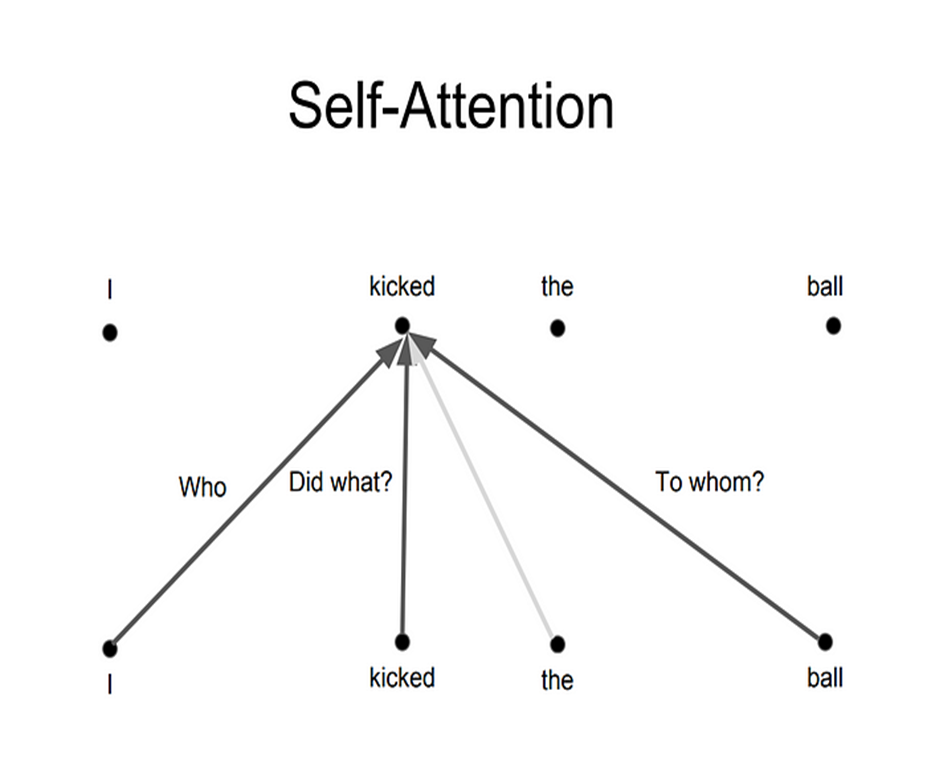 Self-Attention
I kicked the ball
Who Did what? To whom?
I kicked the ball